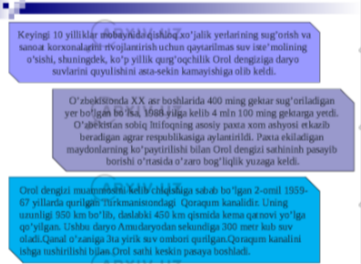 Keyingi 10 yilliklar mobaynida qishloq xo’jalik yerlarining sug’orish va
sanoat korxonalarini rivojlantirish uchun qaytarilmas suv iste’molining
o’sishi, shuningdek, ko’p yillik qurg’oqchilik Orol dengiziga daryo
suvlarini quyulishini asta-sekin kamayishiga olib keldi.
O’zbekistonda XX asr boshlarida 400 ming gektar sug’oriladigan
yer bo’lgan bo’lsa, 1988-yilga kelib 4 mln 100 ming gektarga yerdi.
O’zbekistan sobiq Ittifoqning asosiy paxta xom ashyosi etkazib
beradigan agrar respublikasiga aylantirildi. Paxta ekiladigan
maydonlarning ko’paytirilishi bilan Orol dengizi sathininh pasayib
borishi o’rtasida o’zaro bog’liqlik yuzaga keldi.
Orol dengizi muammosini kelib chiqishiga sabab bo’lgan 2-omil 1959-
67 yillarda qurilgan Turkmanistondagi Qoraqum kanalidir. Uning
uzunligi 950 km bo’lib, dastlabki 450 km qismida kema qatnovi yo’lga
qo’yilgan. Ushbu daryo Amudaryodan sekundiga 300 metr kub suv
oladi.Qanal o’zaniga 3ta yirik suv ombori qurilgan.Qoraqum kanalini
ishga tushirilishi bilan Orol sathi keskin pasaya boshladi.